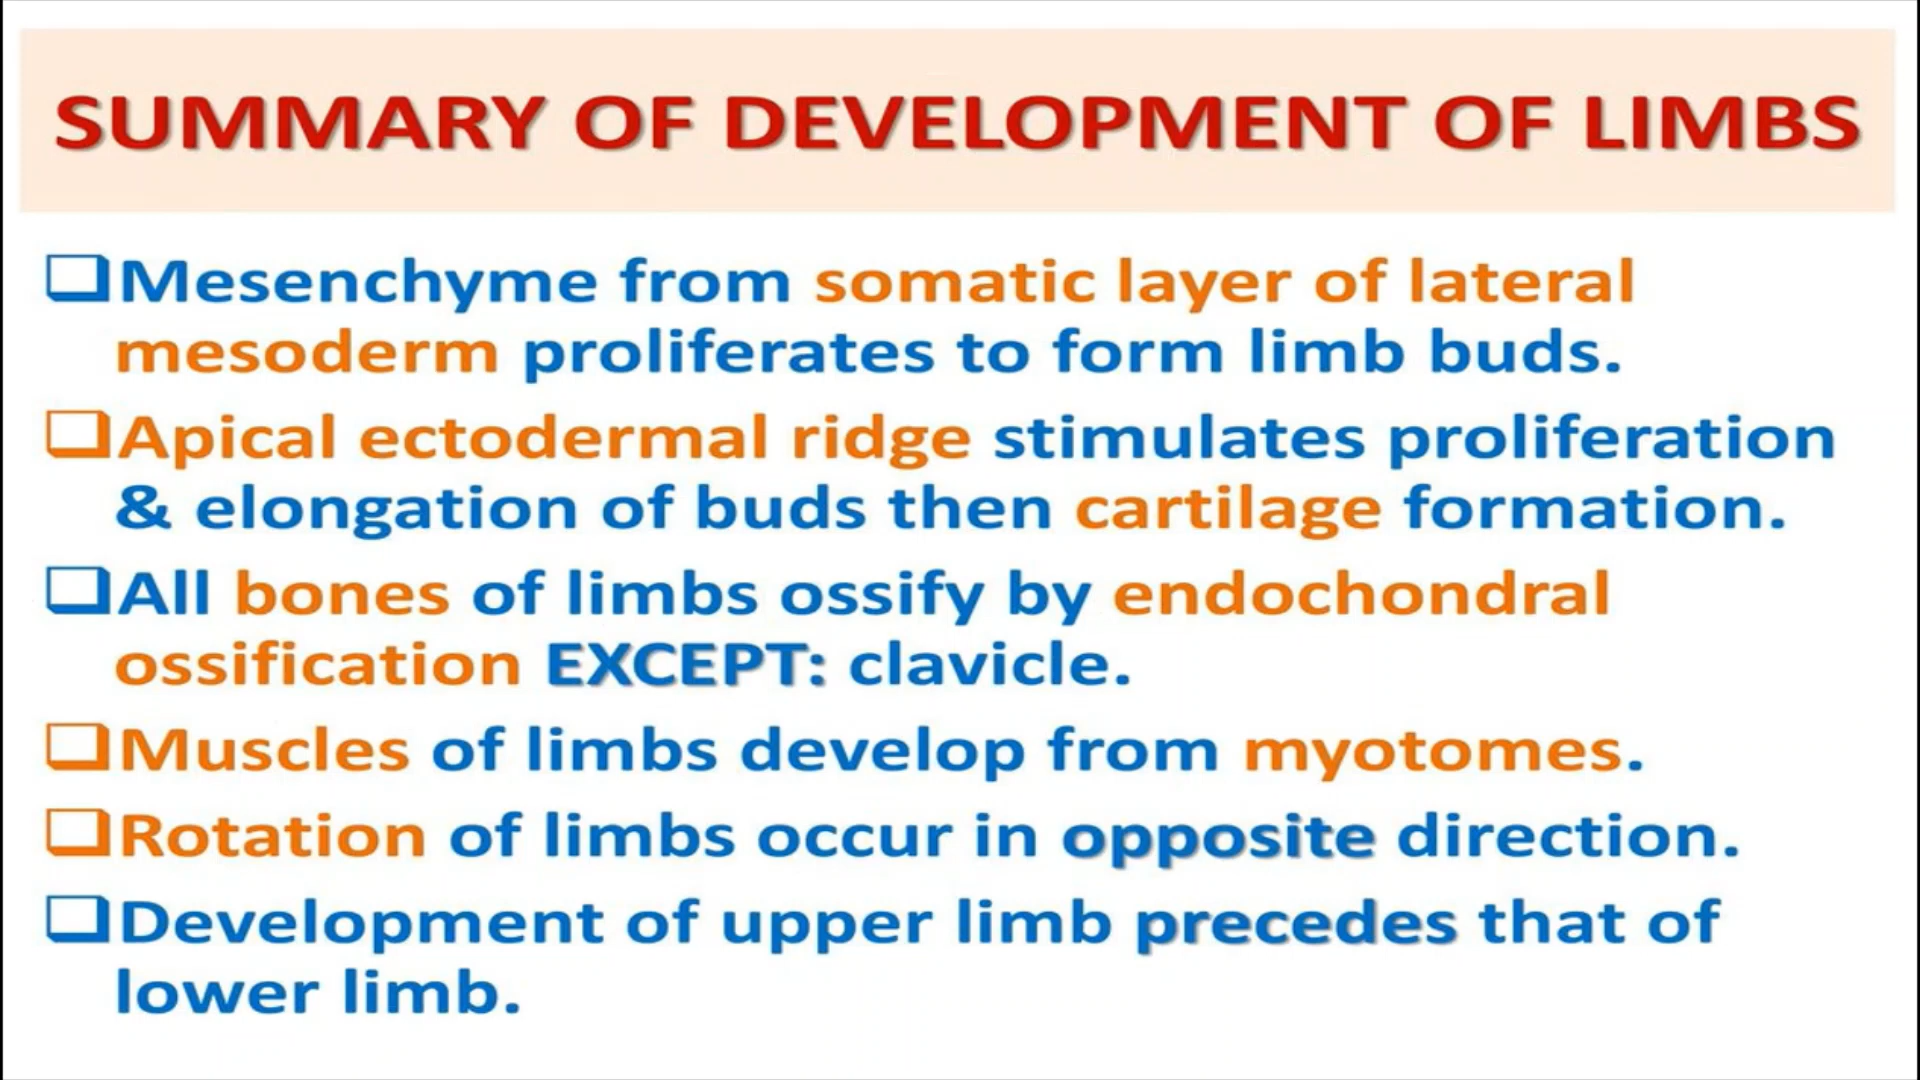 SUMMARY OF DEVELOPMENT OF LIMBS
❑Mesenchyme from somatic layer of lateral
mesoderm proliferates to form limb buds.
❑Apical ectodermal ridge stimulates proliferation
& elongation of buds then cartilage formation.
❑All bones of limbs ossify by endochondral
ossification EXCEPT: clavicle.
❑Muscles of limbs develop from myotomes.
❑Rotation of limbs occur in opposite direction.
❑Development of upper limb precedes that of
lower limb.